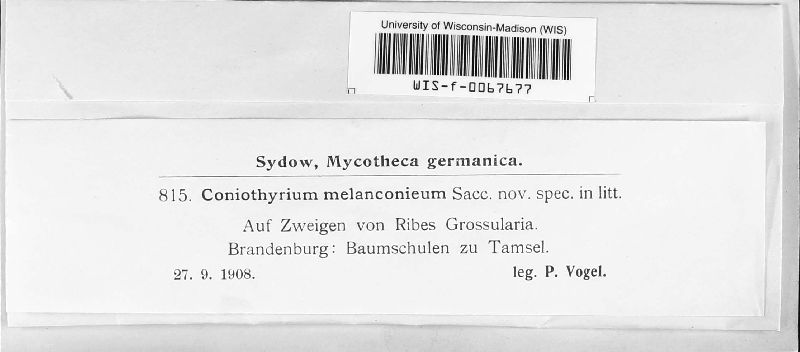 University of Wisconsin-Madison (WIS)
WIS-f-0067677
Sydow, Mycotheca germanica.
815. Coniothyrium melanconieum Sacc. nov. spec. in litt.
Auf Zweigen von Ribes Grossularia.
Brandenburg: Baumschulen zu Tamsel.
27. 9. 1908. leg. P. Vogel.